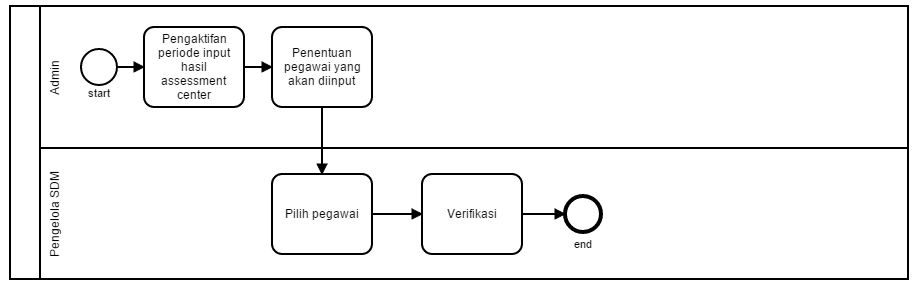 Admin
start
Pengaktifan
periode input
hasil
assessment
center
Penentuan
pegawai yang
akan diinput
Pengelola SDM
Pilih pegawai
Verifikasi
end